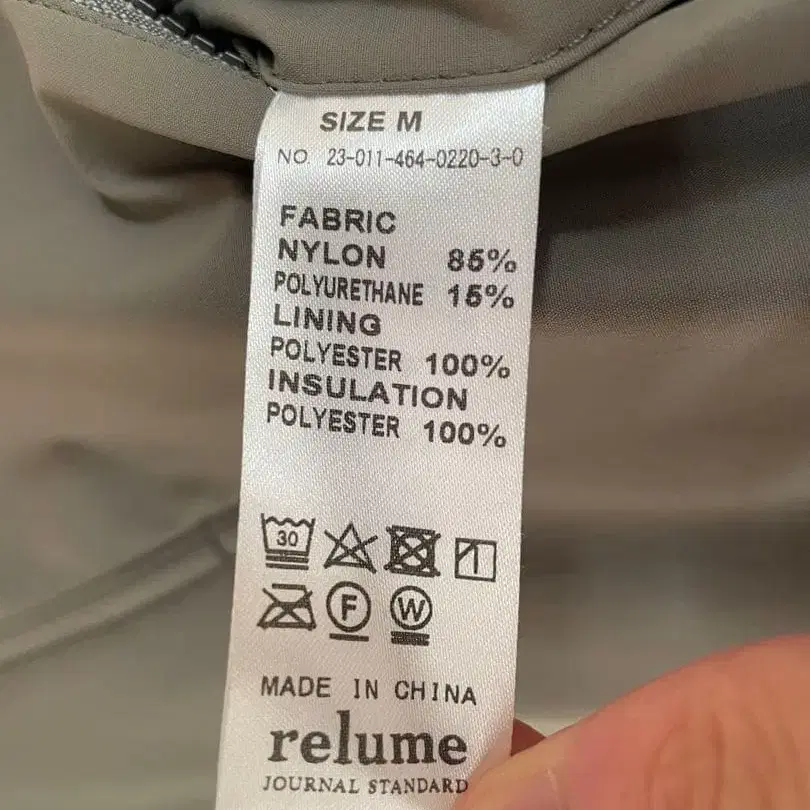 SIZE M
NO. 23-011-464-0220-3-0
FABRIC
NYLON 85%
POLYURETHANE 15%
LINING
POLYESTER 100%
INSULATION
POLYESTER 100%
30
F W
MADE IN CHINA
relume
JOURNAL STANDARD